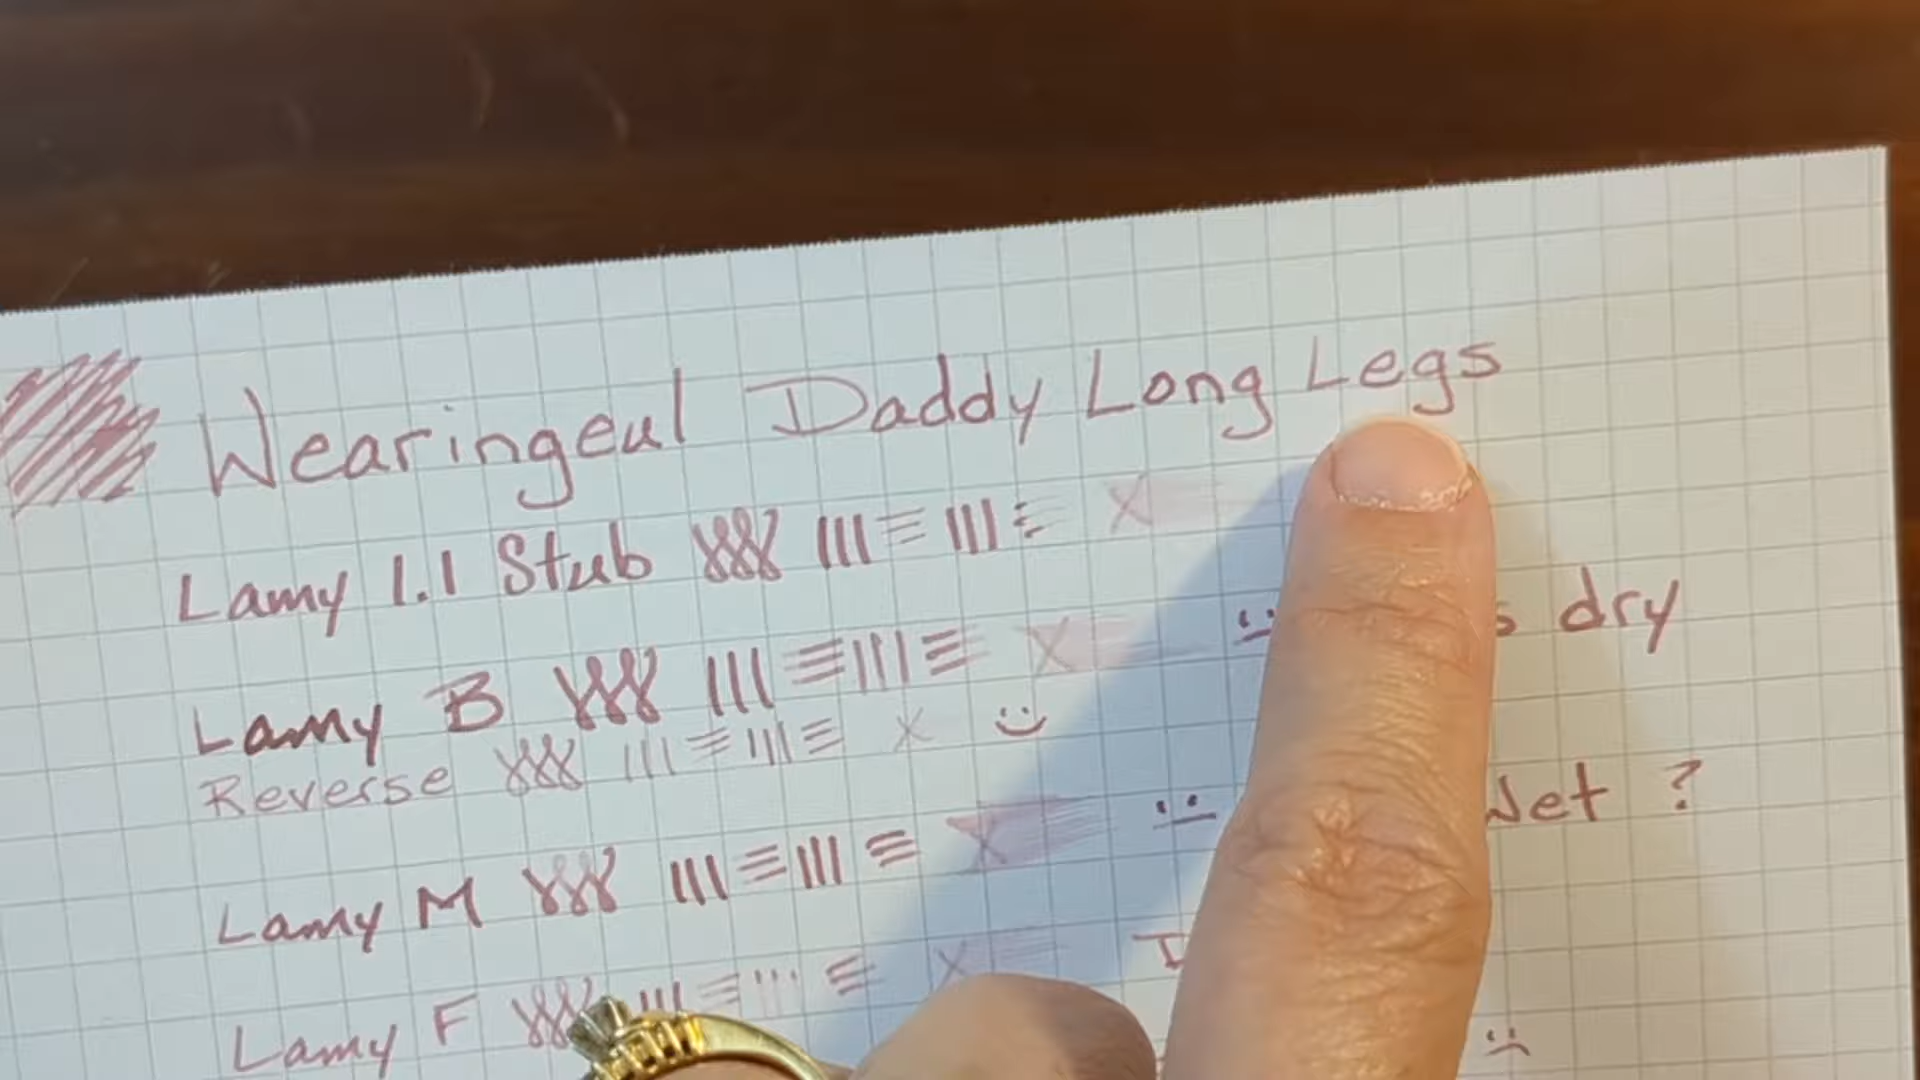 Wearingeul Daddy Long Legs
Lamy 1.1 Stub X
Lamy B X dry
Reverse X
Lamy M X Wet ?
Lamy F X